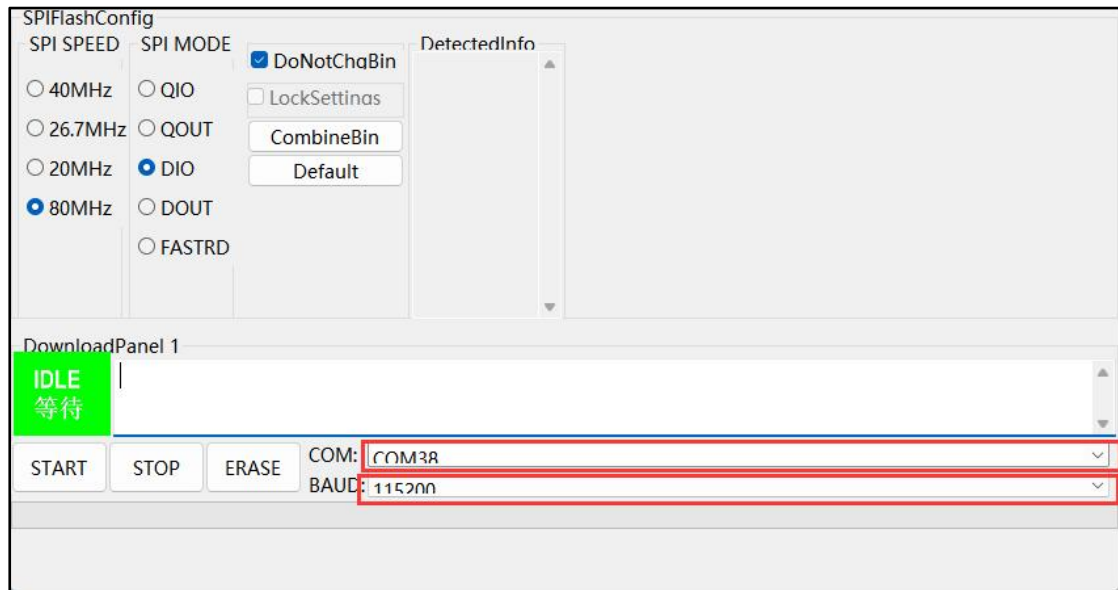 SPIFlashConfig
SPI SPEED SPI MODE DetectedInfo
DoNotChgBin
40MHz QIO LockSettings
26.7MHz QOUT CombineBin
20MHz DIO Default
80MHz DOUT
FASTRD
DownloadPanel 1
IDLE
等待
START STOP ERASE COM: COM38
BAUD: 115200